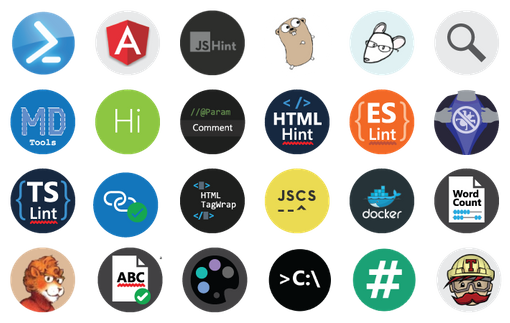 A
JSHint
MD
Tools
Hi
//@Param
Comment
</>
HTML
Hint
{ES}
Lint
{TS}
Lint
<>
HTML
TagWrap
</>
JSCS
docker
Word
Count
ABC
>C:\
#
T